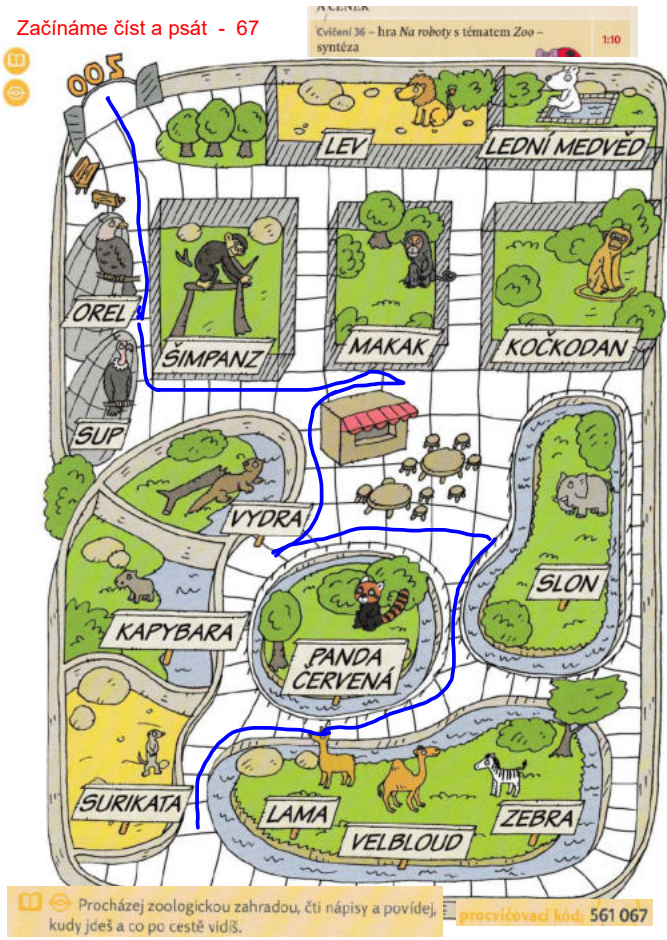 Začínáme číst a psát - 67
A ČENĚK
Cvičení 36 – hra Na roboty s tématem Zoo –
syntéza
1:10
ZOO
LEV
LEDNÍ MEDVĚD
OREL
ŠIMPANZ
MAKAK
KOČKODAN
SUP
VYDRA
SLON
KAPYBARA
PANDA
ČERVENÁ
SURIKATA
LAMA
VELBLOUD
ZEBRA
Procházej zoologickou zahradou, čti nápisy a povídej,
kudy jdeš a co po cestě vidíš.
procvičovací kód: 561 067